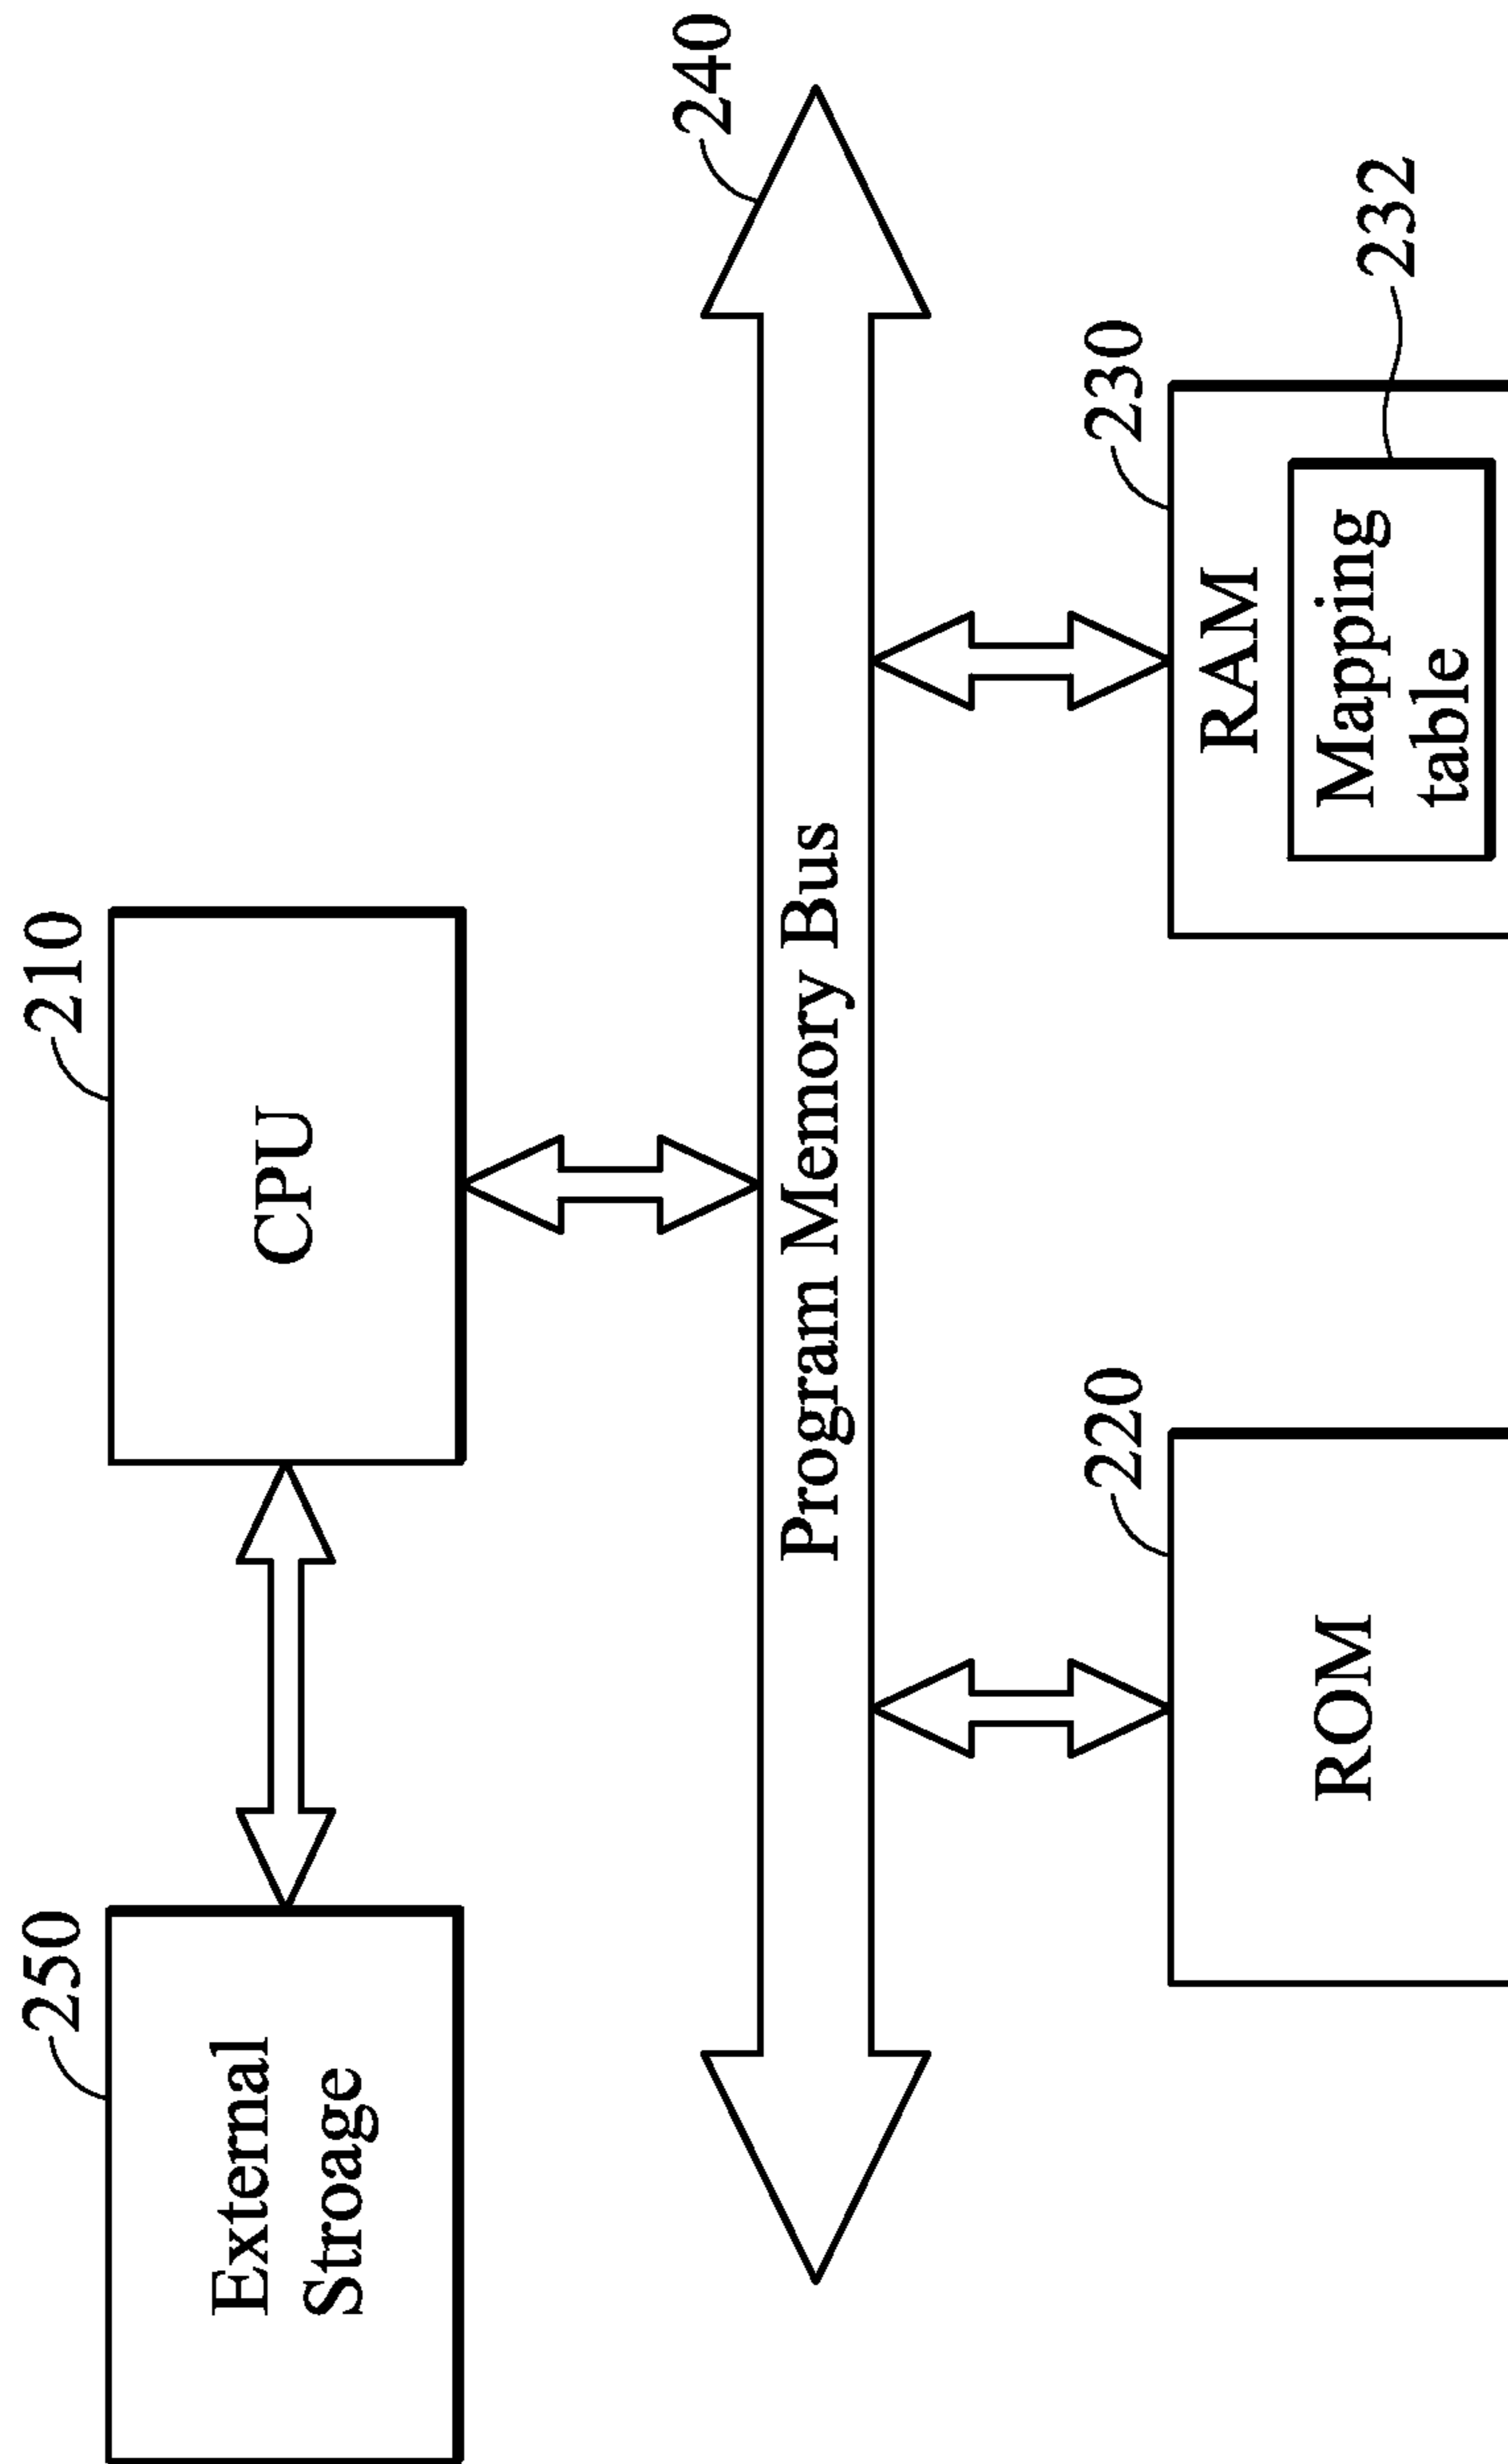 250
External
Stroage
210
CPU
240
Program Memory Bus
220
ROM
230
RAM
232
Mapping
table